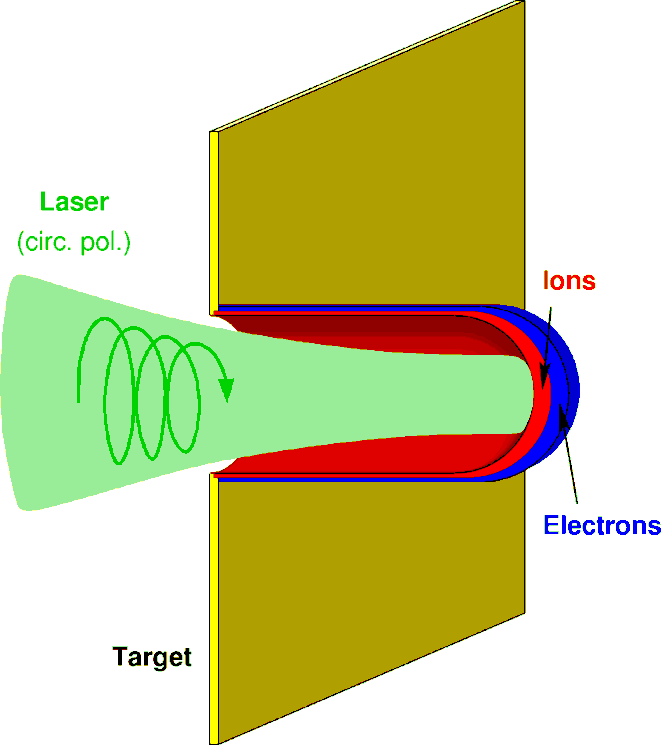 Laser
(circ. pol.)
Ions
Electrons
Target